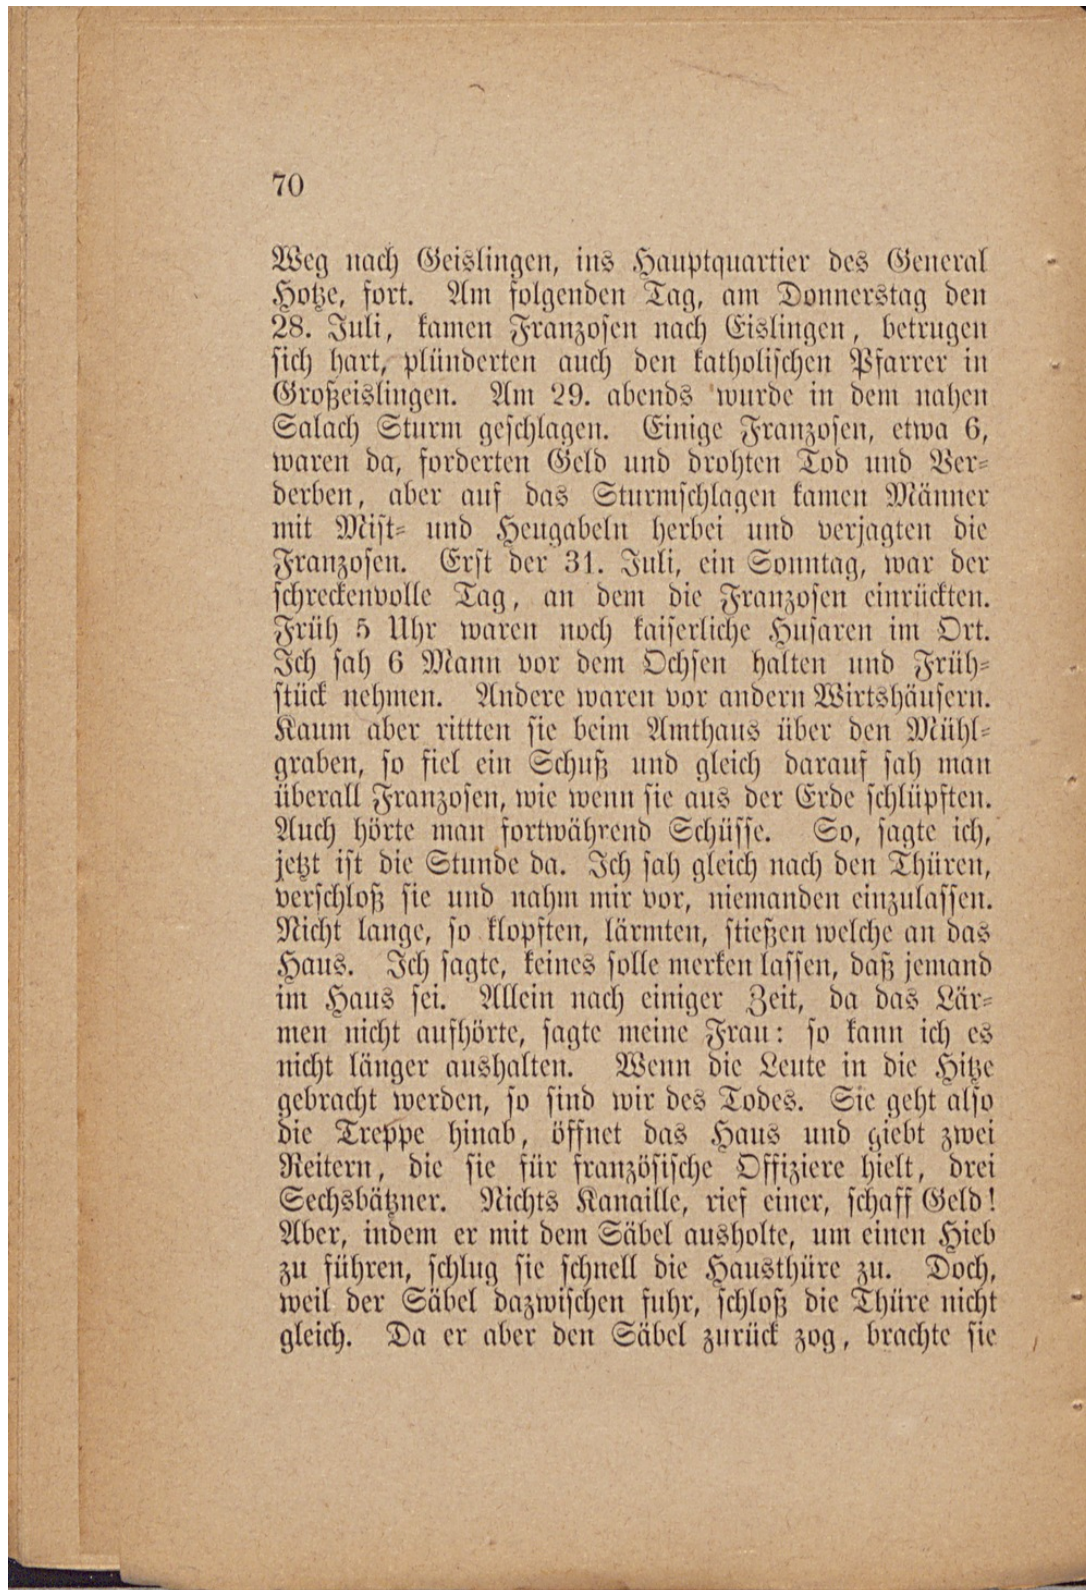 70
Weg nach Geislingen, ins Hauptquartier des General
Hotze, fort. Am folgenden Tag, am Donnerstag den
28. Juli, kamen Franzosen nach Eislingen, betrugen
sich hart, plünderten auch den katholischen Pfarrer in
Großeislingen. Am 29. abends wurde in dem nahen
Salach Sturm geschlagen. Einige Franzosen, etwa 6,
waren da, forderten Geld und drohten Tod und Ver-
derben, aber auf das Sturmschlagen kamen Männer
mit Mist- und Heugabeln herbei und verjagten die
Franzosen. Erst der 31. Juli, ein Sonntag, war der
schreckenvolle Tag, an dem die Franzosen einrückten.
Früh 5 Uhr waren noch kaiserliche Husaren im Ort.
Ich sah 6 Mann vor dem Ochsen halten und Früh-
stück nehmen. Andere waren vor andern Wirtshäusern.
Kaum aber rittten sie beim Amthaus über den Mühl-
graben, so fiel ein Schuß und gleich darauf sah man
überall Franzosen, wie wenn sie aus der Erde schlüpften.
Auch hörte man fortwährend Schüsse. So, sagte ich,
jetzt ist die Stunde da. Ich sah gleich nach den Thüren,
verschloß sie und nahm mir vor, niemanden einzulassen.
Nicht lange, so klopften, lärmten, stießen welche an das
Haus. Ich sagte, keines solle merken lassen, daß jemand
im Haus sei. Allein nach einiger Zeit, da das Lär-
men nicht aufhörte, sagte meine Frau: so kann ich es
nicht länger aushalten. Wenn die Leute in die Hitze
gebracht werden, so sind wir des Todes. Sie geht also
die Treppe hinab, öffnet das Haus und giebt zwei
Reitern, die sie für französische Offiziere hielt, drei
Sechsbätzner. Nichts Kanaille, rief einer, schaff Geld!
Aber, indem er mit dem Säbel ausholte, um einen Hieb
zu führen, schlug sie schnell die Hausthüre zu. Doch,
weil der Säbel dazwischen fuhr, schloß die Thüre nicht
gleich. Da er aber den Säbel zurück zog, brachte sie